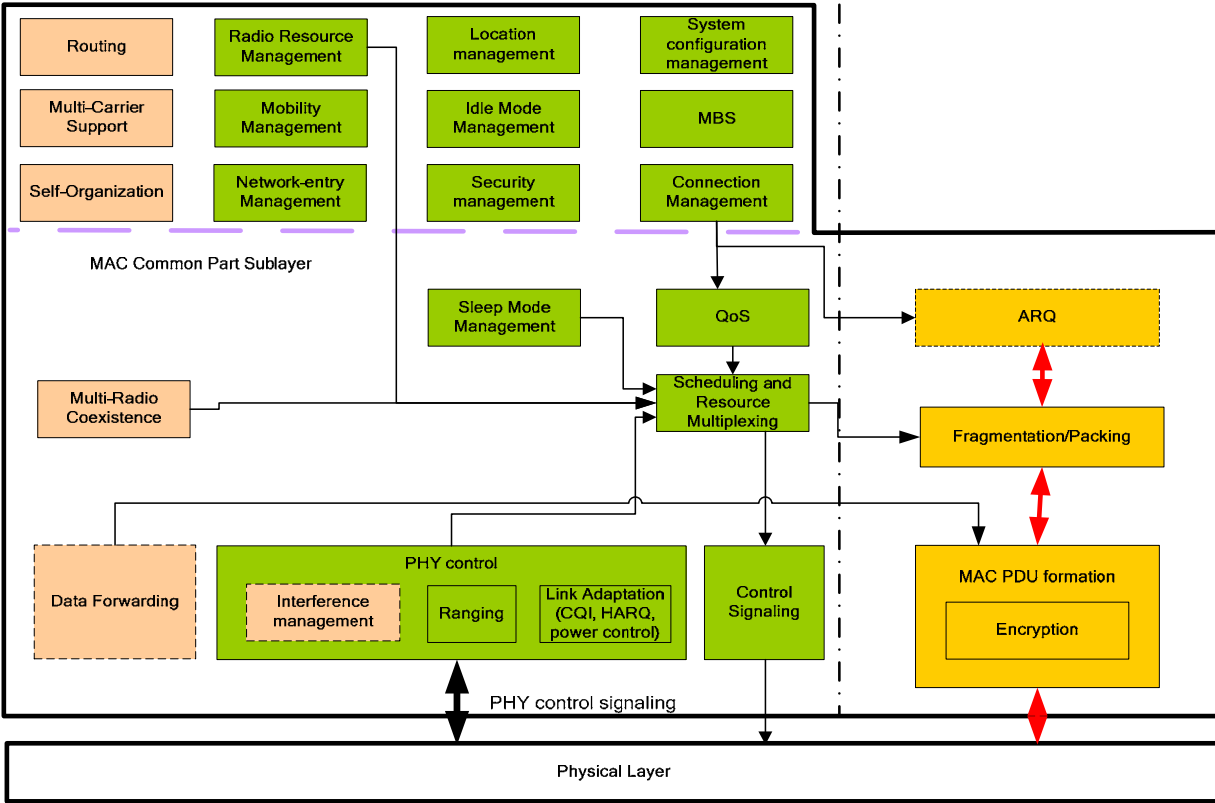 Routing
Radio Resource
Management
Location
management
System
configuration
management
Multi-Carrier
Support
Mobility
Management
Idle Mode
Management
MBS
Self-Organization
Network-entry
Management
Security
management
Connection
Management
MAC Common Part Sublayer
Sleep Mode
Management
QoS
ARQ
Multi-Radio
Coexistence
Scheduling and
Resource
Multiplexing
Fragmentation/Packing
Data Forwarding
PHY control
Interference
management
Ranging
Link Adaptation
(CQI, HARQ,
power control)
Control
Signaling
MAC PDU formation
Encryption
PHY control signaling
Physical Layer